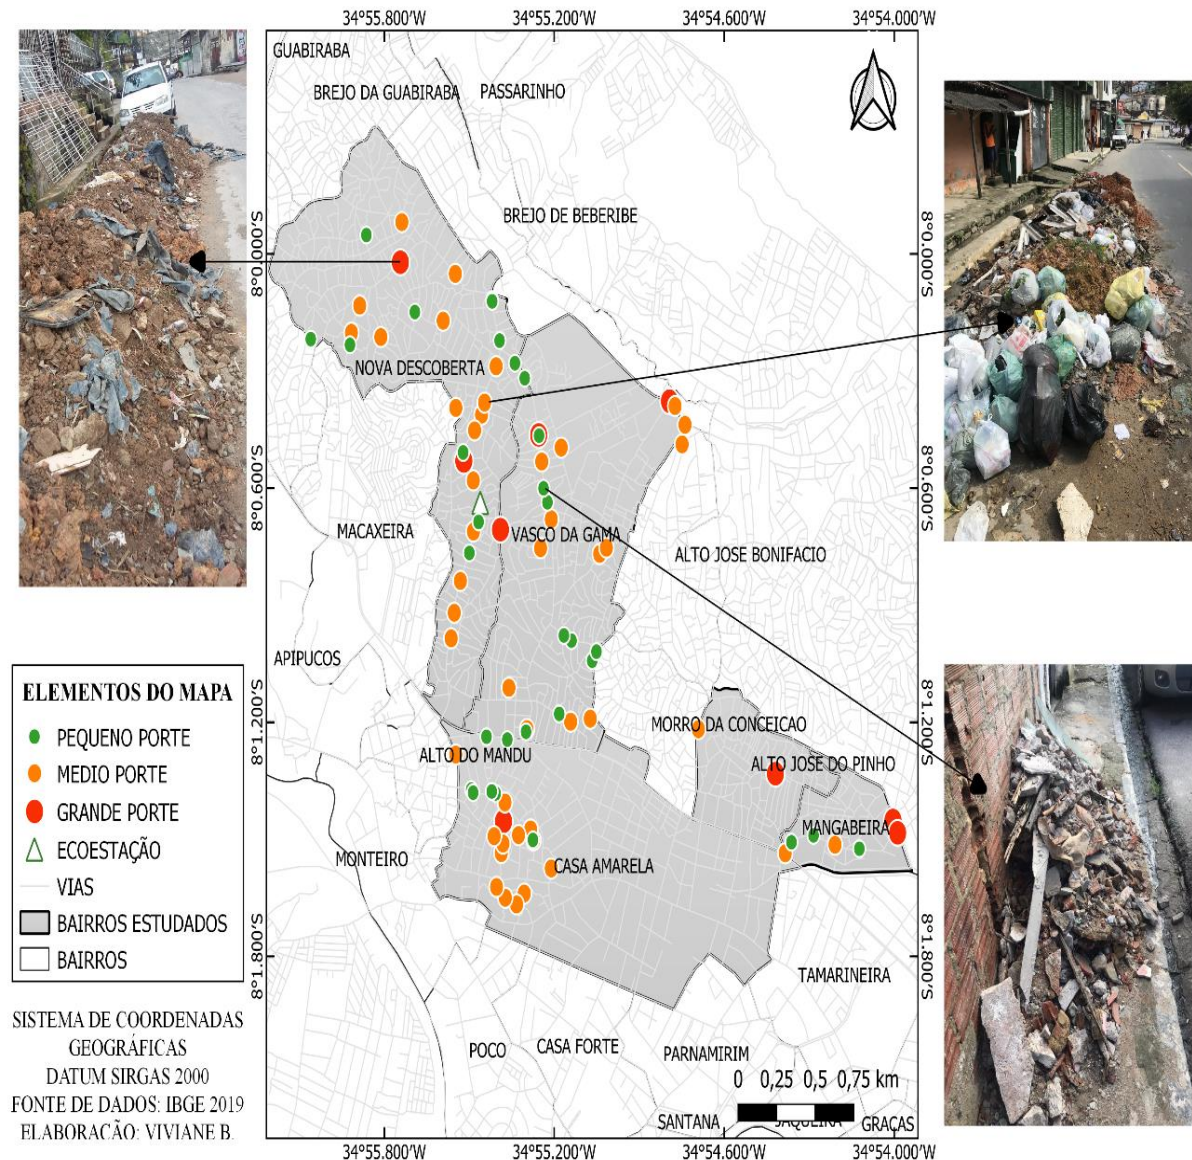 34°55.800'W 34°55.200'W 34°54.600'W 34°54.000'W
GUABIRABA
BREJO DA GUABIRABA
PASSARINHO
BREJO DE BEBERIBE
8°0.000'S
8°0.000'S
NOVA DESCOBERTA
8°0.600'S
8°0.600'S
MACAXEIRA
VASCO DA GAMA
ALTO JOSE BONIFACIO
APIPUCOS
8°1.200'S
8°1.200'S
MORRO DA CONCEICAO
ALTO DO MANDU
ALTO JOSE DO PINHO
MANGABEIRA
MONTEIRO
CASA AMARELA
8°1.800'S
8°1.800'S
TAMARINEIRA
POCO
CASA FORTE
PARNAMIRIM
0 0,25 0,5 0,75 km
SANTANA
JAQUEIRA
GRAÇAS
34°55.800'W 34°55.200'W 34°54.600'W 34°54.000'W
ELEMENTOS DO MAPA
PEQUENO PORTE
MEDIO PORTE
GRANDE PORTE
ECOESTAÇÃO
VIAS
BAIRROS ESTUDADOS
BAIRROS
SISTEMA DE COORDENADAS
GEOGRÁFICAS
DATUM SIRGAS 2000
FONTE DE DADOS: IBGE 2019
ELABORAÇÃO: VIVIANE B.